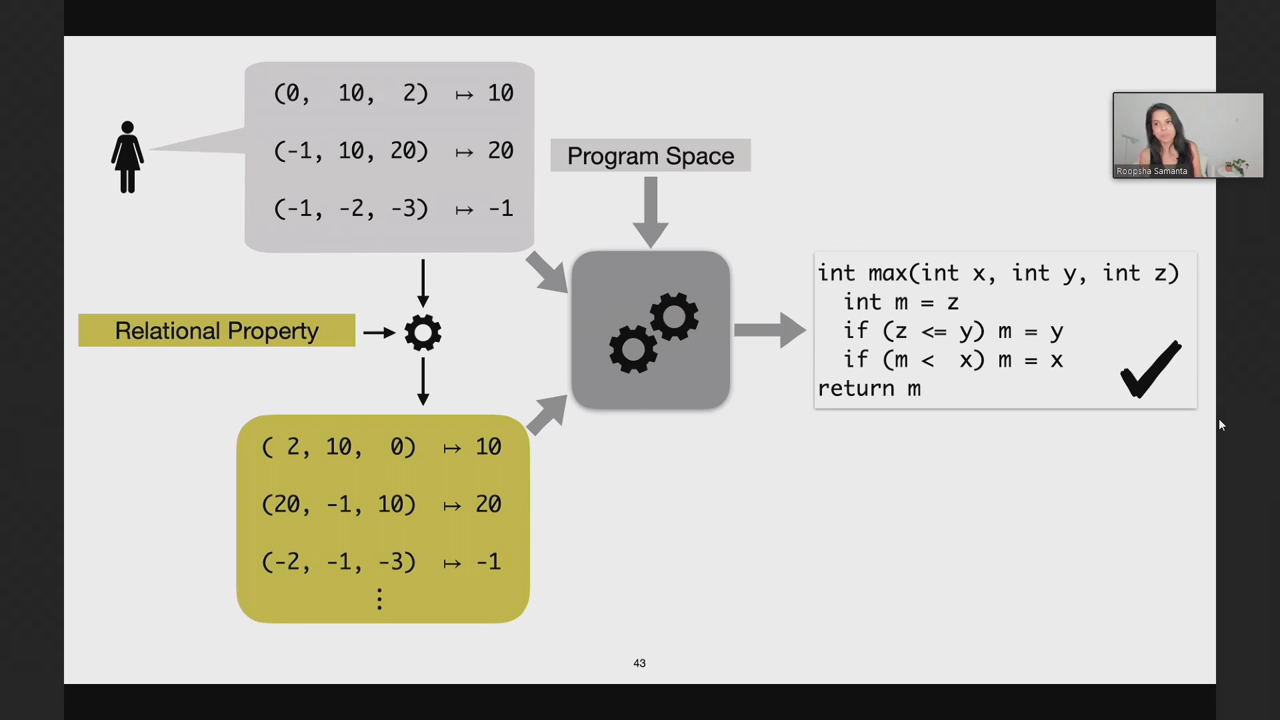 (0, 10, 2) ↦ 10
(-1, 10, 20) ↦ 20
(-1, -2, -3) ↦ -1
Program Space
Roopsha Samanta
Relational Property
int max(int x, int y, int z)
int m = z
if (z <= y) m = y
if (m < x) m = x
return m
( 2, 10, 0) ↦ 10
(20, -1, 10) ↦ 20
(-2, -1, -3) ↦ -1
⋮
43